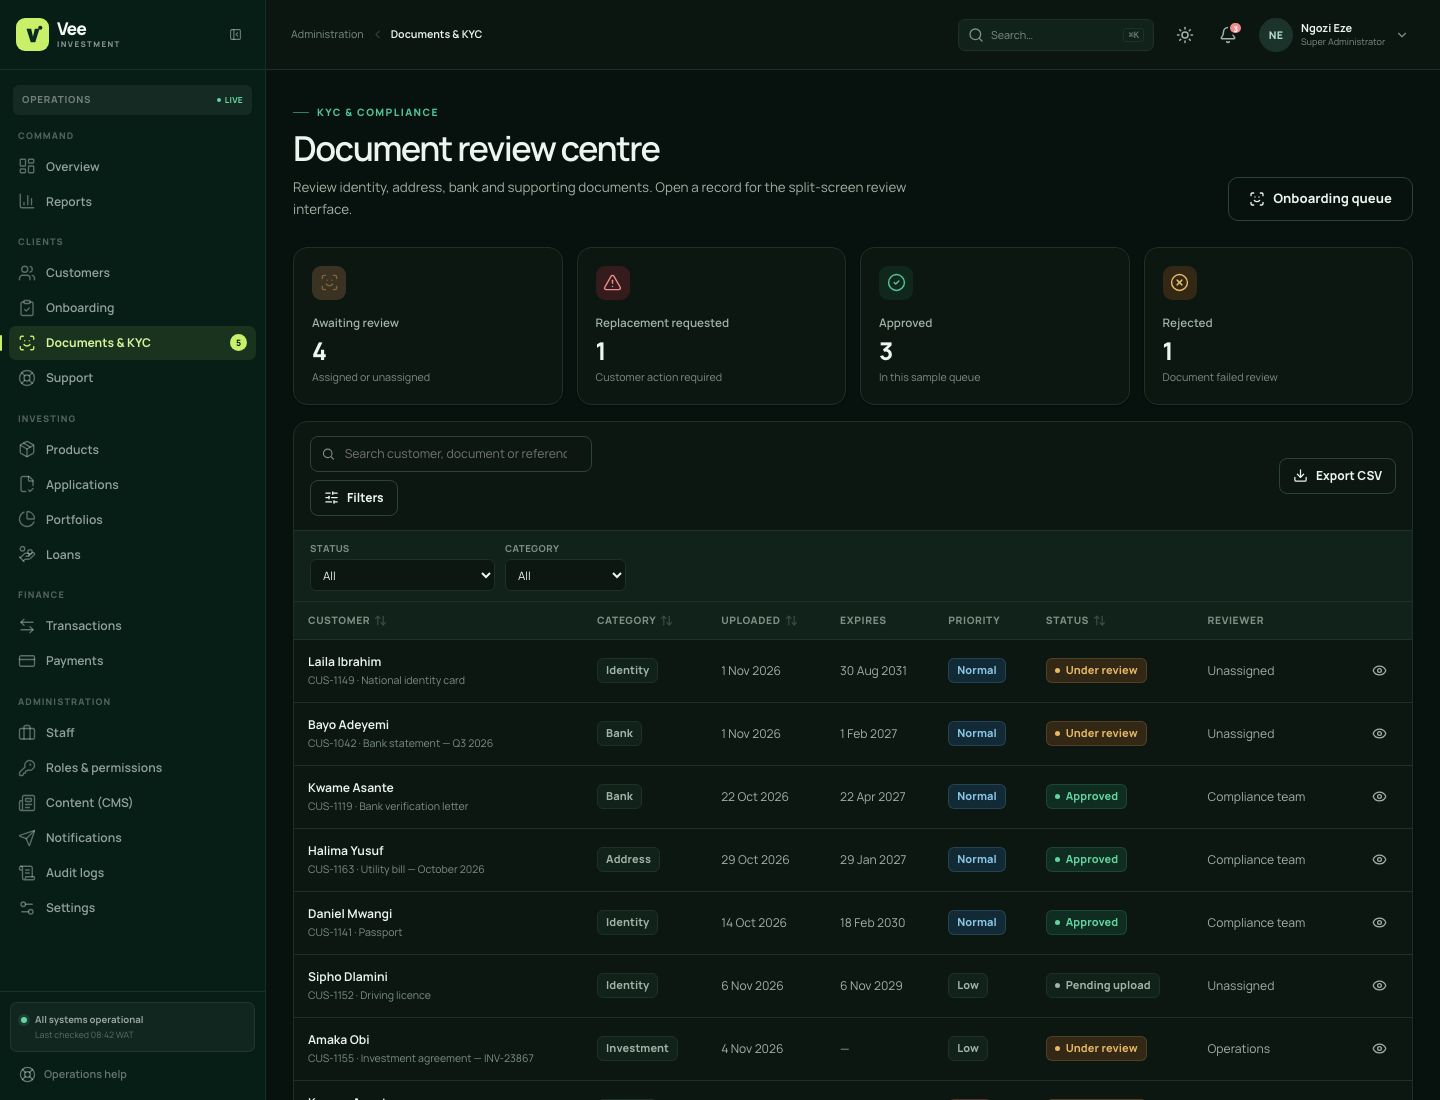 Vee
INVESTMENT
Administration
Documents & KYC
Search...
⌘K
3
NE
Ngozi Eze
Super Administrator
OPERATIONS
LIVE
COMMAND
Overview
Reports
CLIENTS
Customers
Onboarding
Documents & KYC
5
Support
INVESTING
Products
Applications
Portfolios
Loans
FINANCE
Transactions
Payments
ADMINISTRATION
Staff
Roles & permissions
Content (CMS)
Notifications
Audit logs
Settings
All systems operational
Last checked 08:42 WAT
Operations help
KYC & COMPLIANCE
Document review centre
Review identity, address, bank and supporting documents. Open a record for the split-screen review
interface.
Onboarding queue
Awaiting review
4
Assigned or unassigned
Replacement requested
1
Customer action required
Approved
3
In this sample queue
Rejected
1
Document failed review
Search customer, document or referenc
Filters
Export CSV
STATUS
All
CATEGORY
All
CUSTOMER CATEGORY UPLOADED EXPIRES PRIORITY STATUS REVIEWER
Laila Ibrahim
CUS-1149 · National identity card
Identity 1 Nov 2026 30 Aug 2031 Normal Under review Unassigned
Bayo Adeyemi
CUS-1042 · Bank statement — Q3 2026
Bank 1 Nov 2026 1 Feb 2027 Normal Under review Unassigned
Kwame Asante
CUS-1119 · Bank verification letter
Bank 22 Oct 2026 22 Apr 2027 Normal Approved Compliance team
Halima Yusuf
CUS-1163 · Utility bill — October 2026
Address 29 Oct 2026 29 Jan 2027 Normal Approved Compliance team
Daniel Mwangi
CUS-1141 · Passport
Identity 14 Oct 2026 18 Feb 2030 Normal Approved Compliance team
Sipho Dlamini
CUS-1152 · Driving licence
Identity 6 Nov 2026 6 Nov 2029 Low Pending upload Unassigned
Amaka Obi
CUS-1155 · Investment agreement — INV-23867
Investment 4 Nov 2026 — Low Under review Operations